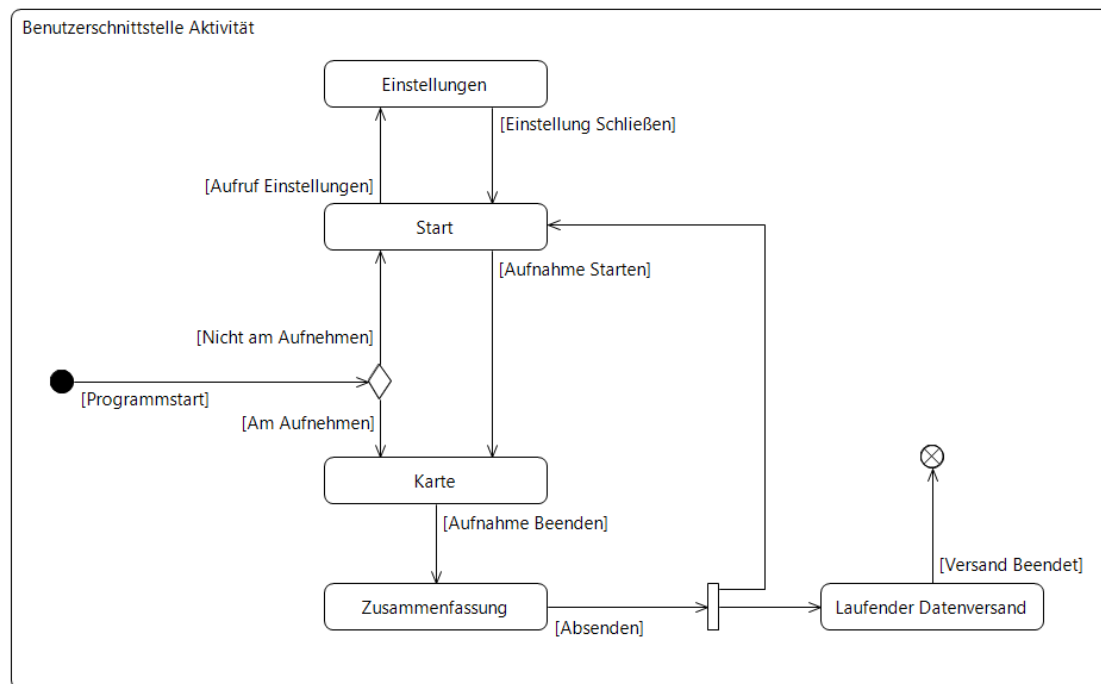 Benutzerschnittstelle Aktivität
Einstellungen
[Einstellung Schließen]
[Aufruf Einstellungen]
Start
[Aufnahme Starten]
[Nicht am Aufnehmen]
[Programmstart]
[Am Aufnehmen]
Karte
[Aufnahme Beenden]
[Versand Beendet]
Zusammenfassung
Laufender Datenversand
[Absenden]